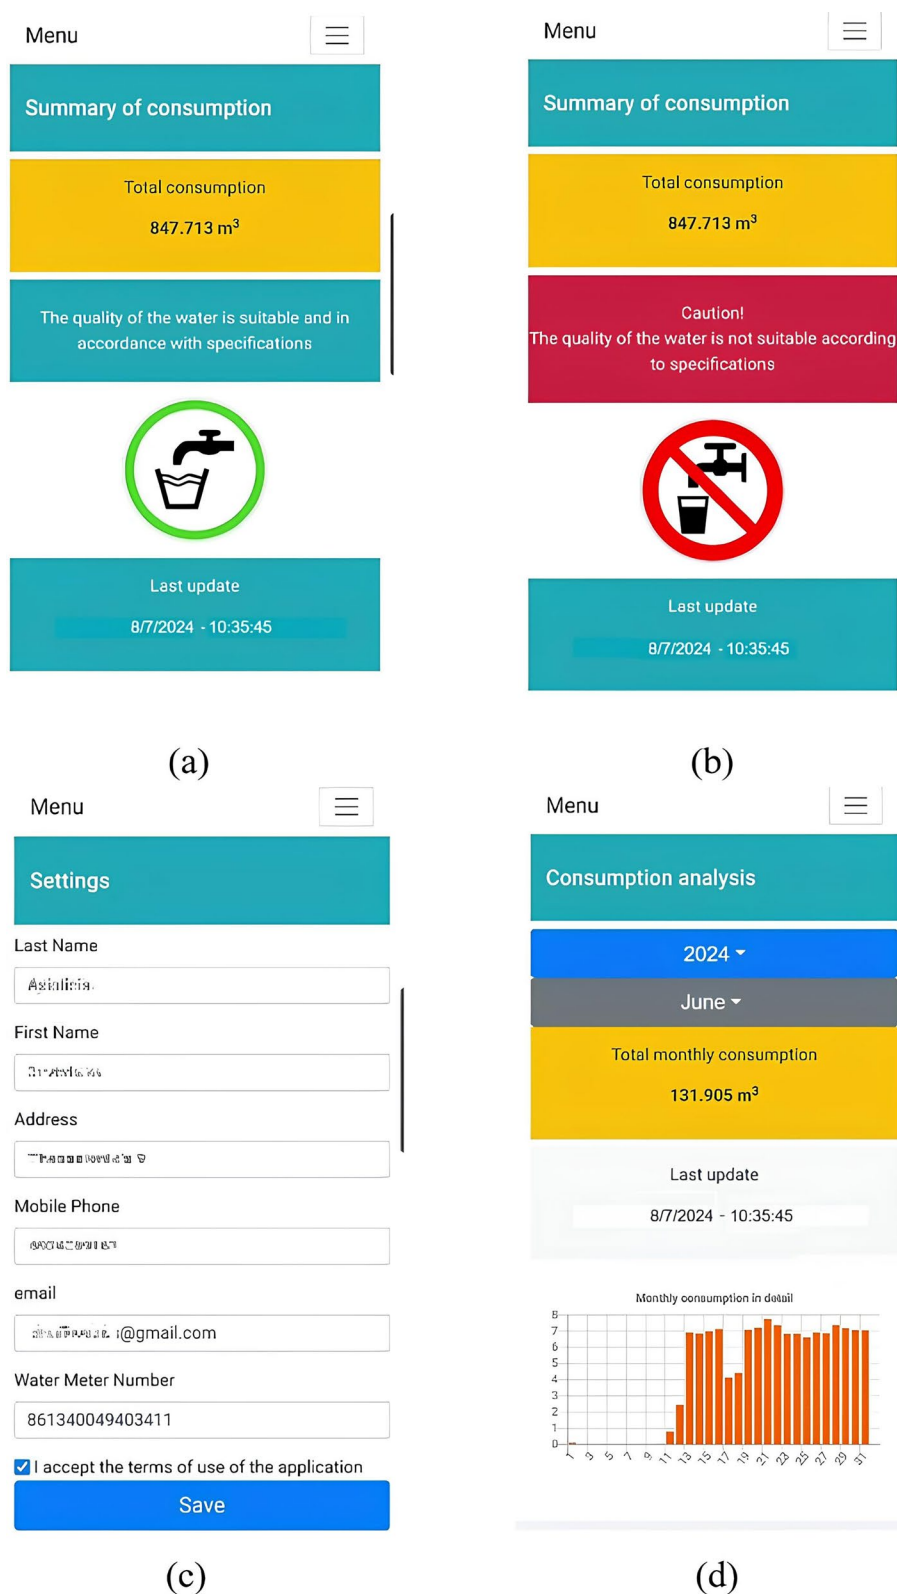 Menu
Summary of consumption
Total consumption
847.713 m³
The quality of the water is suitable and in
accordance with specifications
Last update
8/7/2024 - 10:35:45
(a)
Menu
Summary of consumption
Total consumption
847.713 m³
Caution!
The quality of the water is not suitable according
to specifications
Last update
8/7/2024 - 10:35:45
(b)
Menu
Settings
Last Name
First Name
Address
Mobile Phone
email
@gmail.com
Water Meter Number
861340049403411
I accept the terms of use of the application
Save
(c)
Menu
Consumption analysis
2024
June
Total monthly consumption
131.905 m³
Last update
8/7/2024 - 10:35:45
Monthly consumption in detail
8
7
6
5
4
3
2
1
0
1 3 5 7 9 11 13 15 17 19 21 23 25 27 29 31
(d)